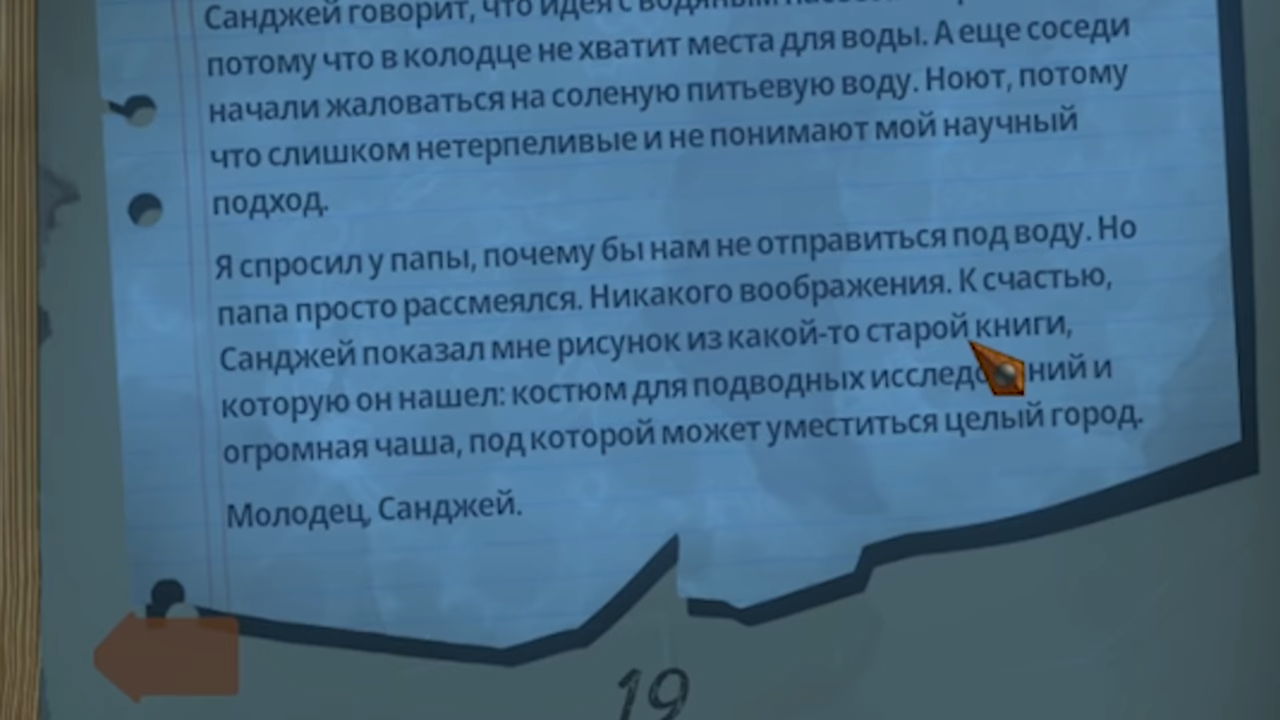 Санджей говорит, что идея с водяным
потому что в колодце не хватит места для воды. А еще соседи
начали жаловаться на соленую питьевую воду. Ноют, потому
что слишком нетерпеливые и не понимают мой научный
подход.
Я спросил у папы, почему бы нам не отправиться под воду. Но
папа просто рассмеялся. Никакого воображения. К счастью,
Санджей показал мне рисунок из какой-то старой книги,
которую он нашел: костюм для подводных исследований и
огромная чаша, под которой может уместиться целый город.
Молодец, Санджей.
19